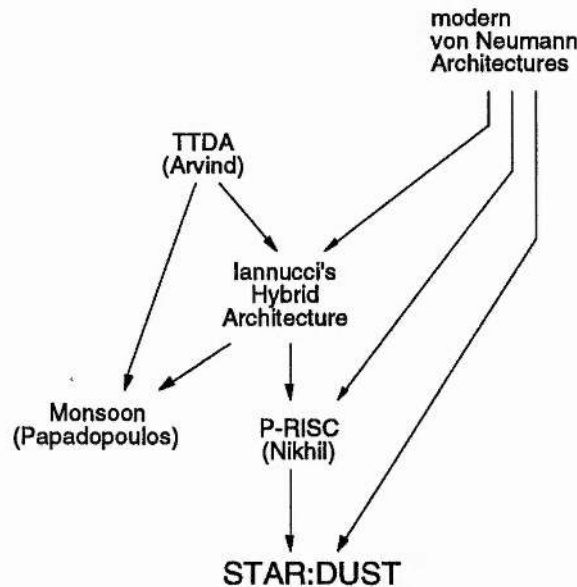 modern
von Neumann
Architectures
TTDA
(Arvind)
Iannucci's
Hybrid
Architecture
Monsoon
(Papadopoulos)
P-RISC
(Nikhil)
STAR:DUST